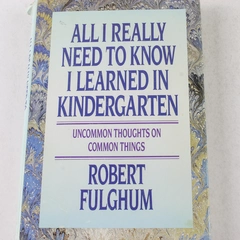 ALL I REALLY
NEED TO KNOW
I LEARNED IN
KINDERGARTEN
UNCOMMON THOUGHTS ON
COMMON THINGS
ROBERT
FULGHUM